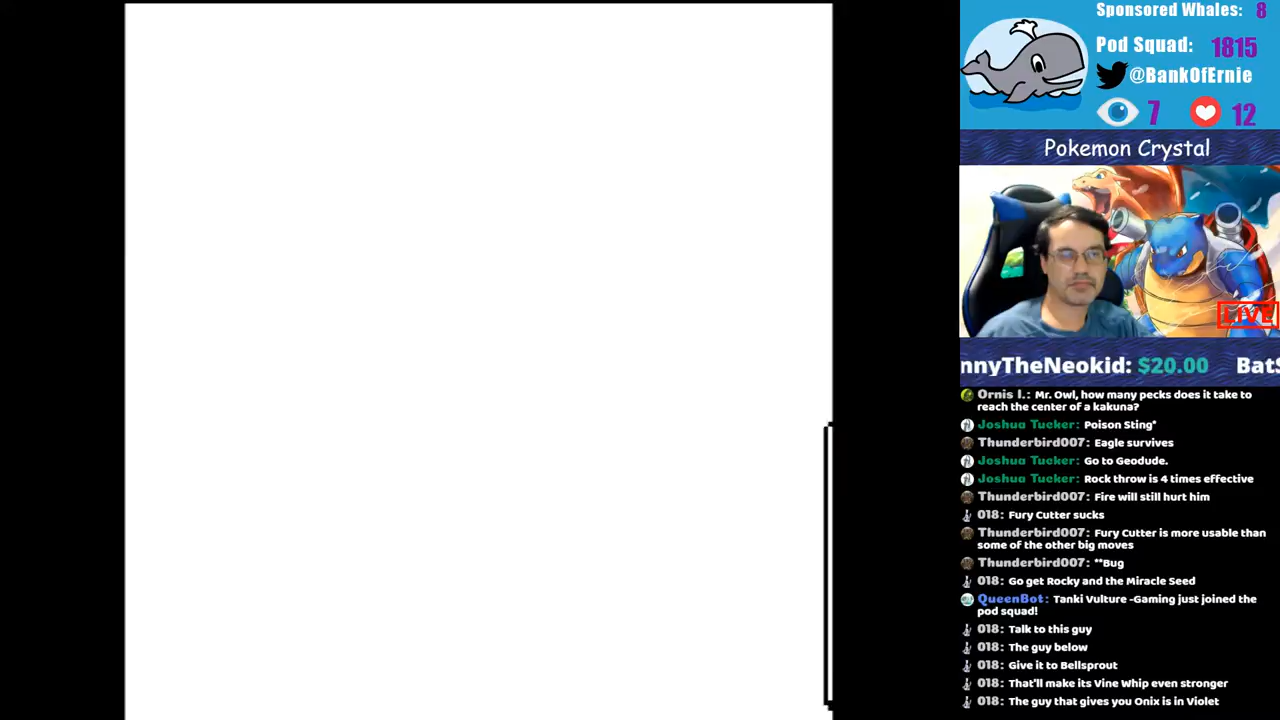 Sponsored Whales: 8
Pod Squad: 1815
@BankOfErnie
7 12
Pokemon Crystal
LIVE
nnyTheNeokid: $20.00 BatS
Ornis I.: Mr. Owl, how many pecks does it take to
reach the center of a kakuna?
Joshua Tucker: Poison Sting*
Thunderbird007: Eagle survives
Joshua Tucker: Go to Geodude.
Joshua Tucker: Rock throw is 4 times effective
Thunderbird007: Fire will still hurt him
018: Fury Cutter sucks
Thunderbird007: Fury Cutter is more usable than
some of the other big moves
Thunderbird007: **Bug
018: Go get Rocky and the Miracle Seed
QueenBot: Tanki Vulture -Gaming just joined the
pod squad!
018: Talk to this guy
018: The guy below
018: Give it to Bellsprout
018: That'll make its Vine Whip even stronger
018: The guy that gives you Onix is in Violet